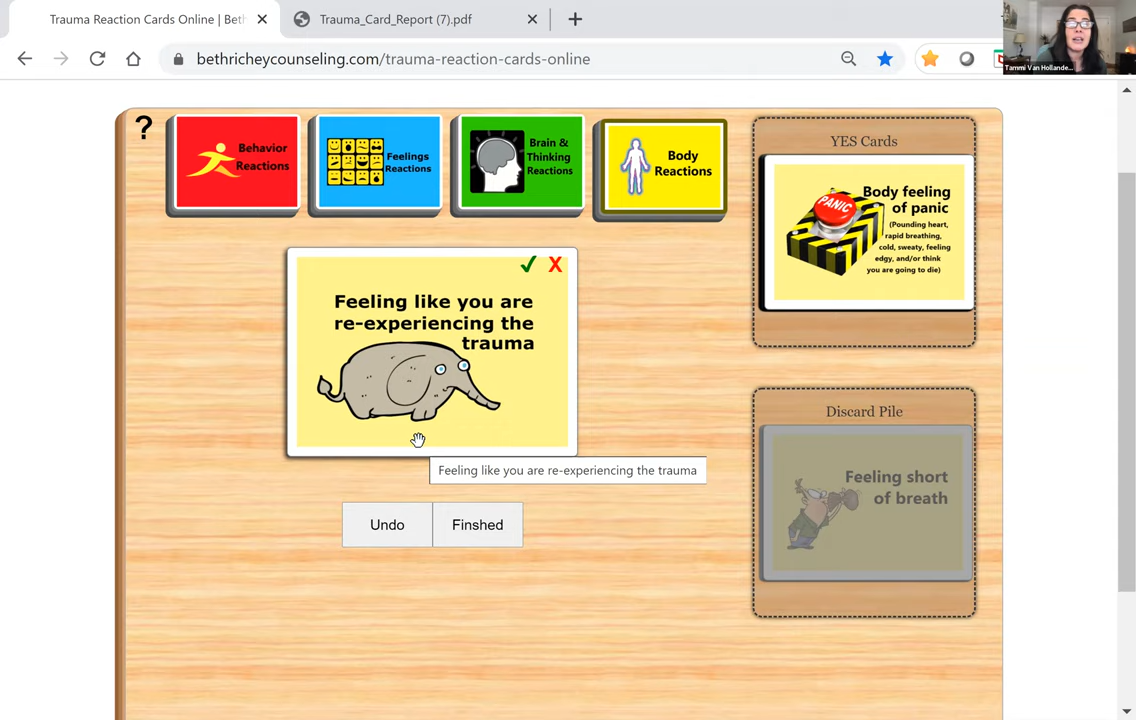 Trauma Reaction Cards Online | Beth
Trauma_Card_Report (7).pdf
bethricheycounseling.com/trauma-reaction-cards-online
Tammi Van Hollande...
?
Behavior
Reactions
Feelings
Reactions
Brain &
Thinking
Reactions
Body
Reactions
YES Cards
PANIC
Body feeling
of panic
(Pounding heart,
rapid breathing,
cold, sweaty, feeling
edgy, and/or think
you are going to die)
✓ X
Feeling like you are
re-experiencing the
trauma
Feeling like you are re-experiencing the trauma
Discard Pile
Feeling short
of breath
Undo
Finshed